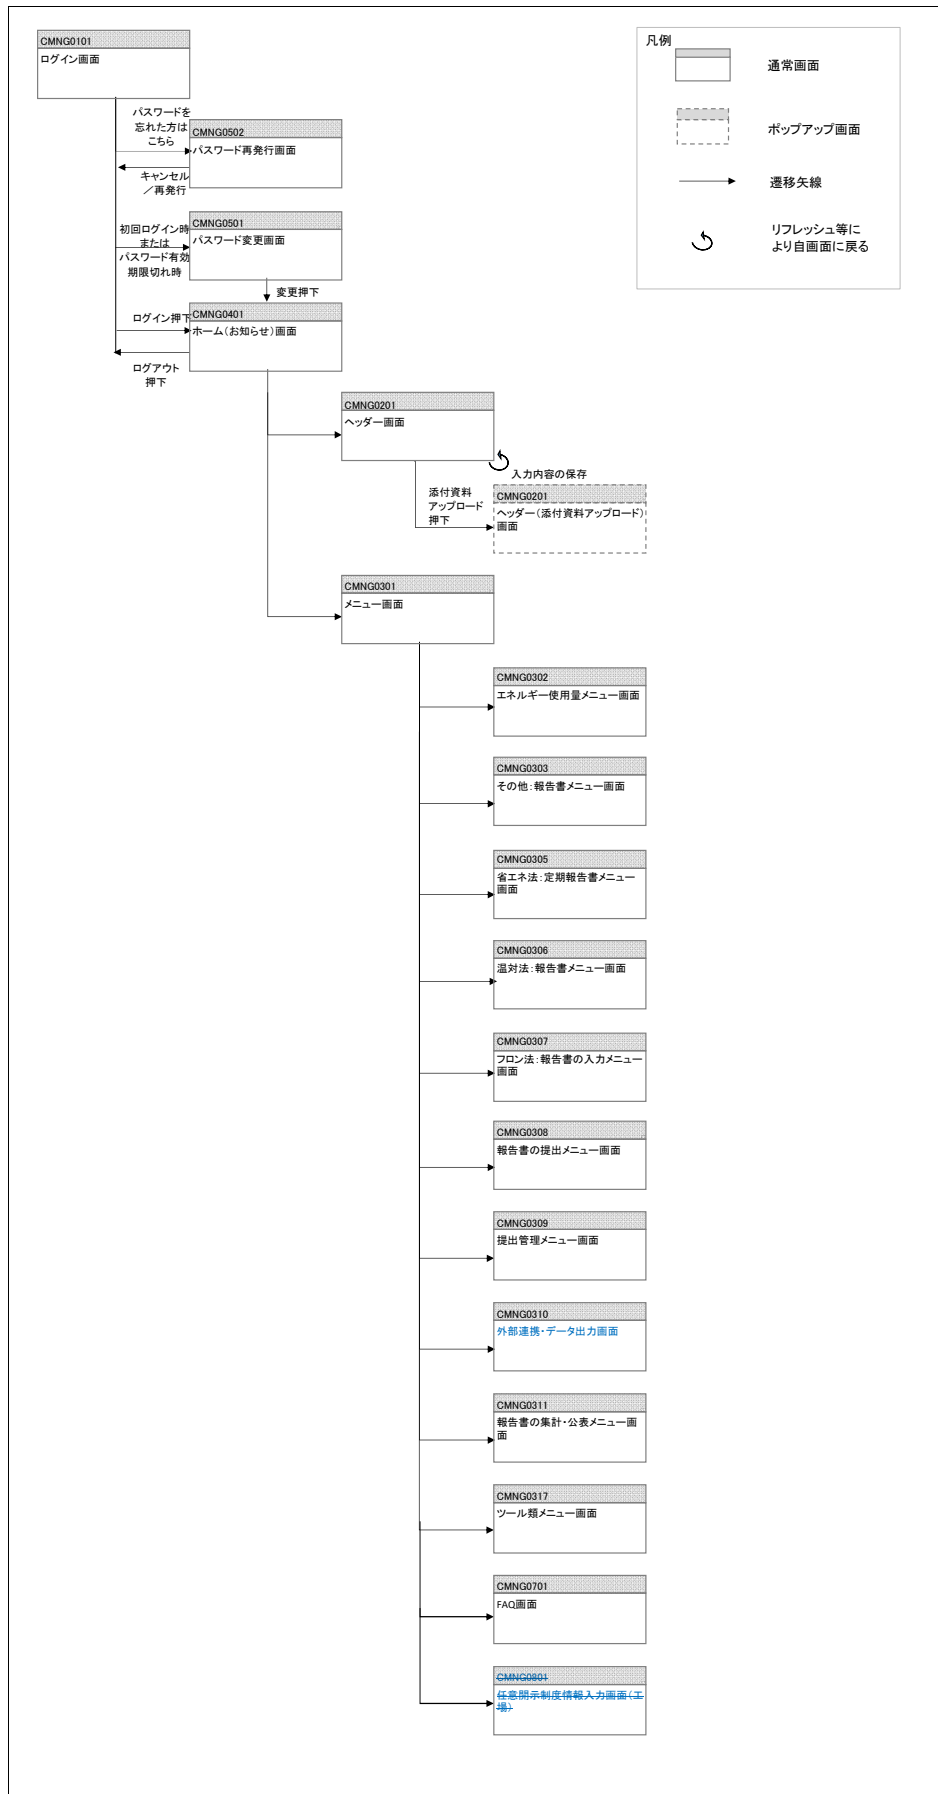 CMNG0101
ログイン画面
凡例
通常画面
ポップアップ画面
遷移矢線
リフレッシュ等に
より自画面に戻る
パスワードを
忘れた方は
こちら
CMNG0502
パスワード再発行画面
キャンセル
／再発行
初回ログイン時
または
パスワード有効
期限切れ時
CMNG0501
パスワード変更画面
変更押下
ログイン押下
CMNG0401
ホーム（お知らせ）画面
ログアウト
押下
CMNG0201
ヘッダー画面
入力内容の保存
添付資料
アップロード
押下
CMNG0201
ヘッダー（添付資料アップロード）
画面
CMNG0301
メニュー画面
CMNG0302
エネルギー使用量メニュー画面
CMNG0303
その他：報告書メニュー画面
CMNG0305
省エネ法：定期報告書メニュー
画面
CMNG0306
温対法：報告書メニュー画面
CMNG0307
フロン法：報告書の入力メニュー
画面
CMNG0308
報告書の提出メニュー画面
CMNG0309
提出管理メニュー画面
CMNG0310
外部連携・データ出力画面
CMNG0311
報告書の集計・公表メニュー画
面
CMNG0317
ツール類メニュー画面
CMNG0701
FAQ画面
CMNG0801
任意開示制度情報入力画面（工
場）